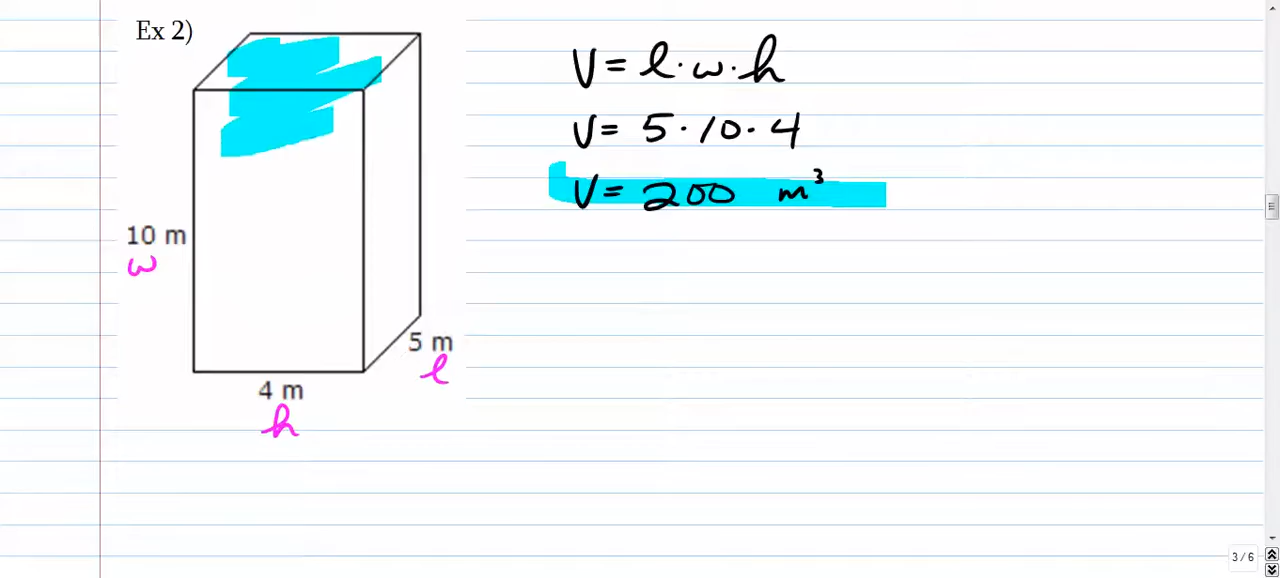 Ex 2)
V = l · w · h
V = 5 · 10 · 4
V = 200 m³
10 m
w
5 m
l
4 m
h
3 / 6